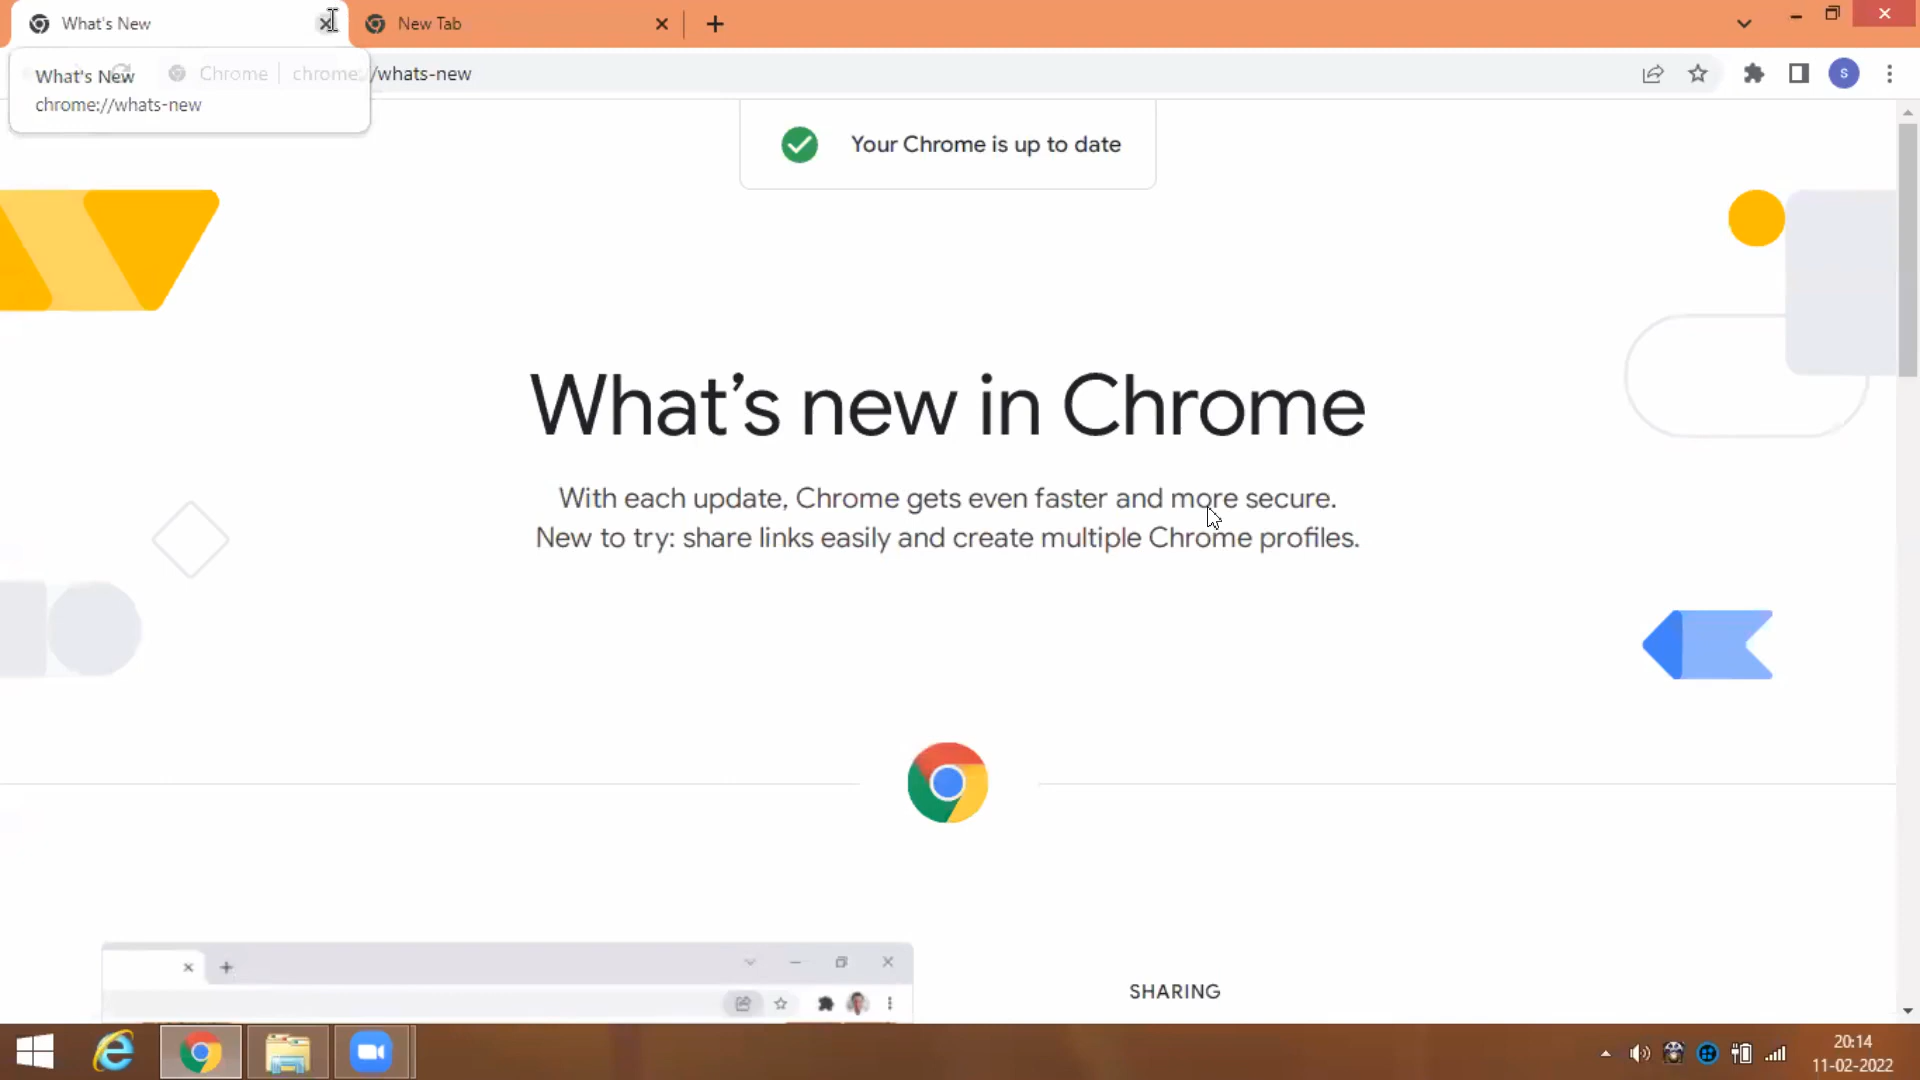 What's New
New Tab
What's New
chrome://whats-new
Chrome
chrome://whats-new
S
Your Chrome is up to date
What's new in Chrome
With each update, Chrome gets even faster and more secure.
New to try: share links easily and create multiple Chrome profiles.
SHARING
20:14
11-02-2022